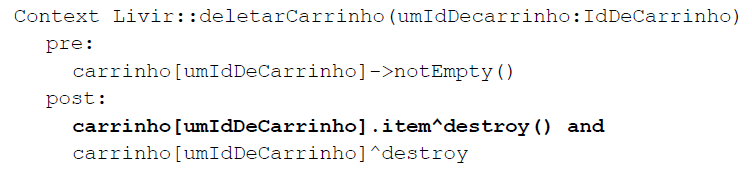 Context Livir::deletarCarrinho(umIdDecarrinho:IdDeCarrinho)
pre:
carrinho[umIdDeCarrinho]->notEmpty()
post:
carrinho[umIdDeCarrinho].item^destroy() and
carrinho[umIdDeCarrinho]^destroy